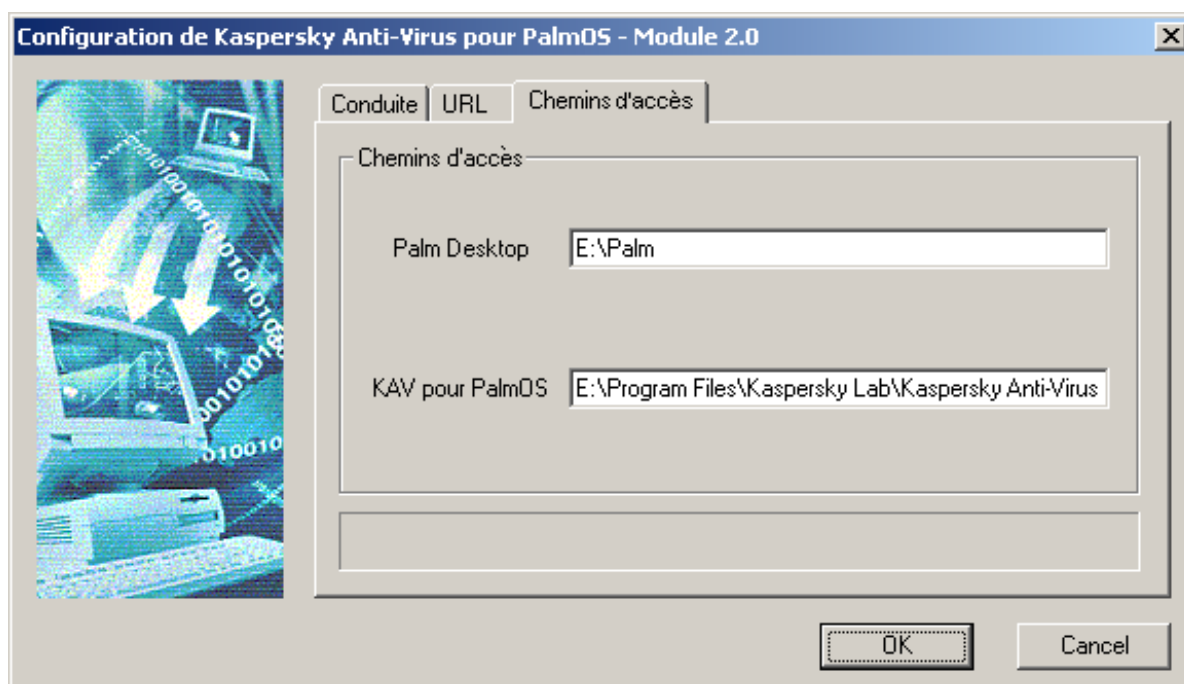 Configuration de Kaspersky Anti-Virus pour PalmOS - Module 2.0
Conduite URL Chemins d'accès
Chemins d'accès
Palm Desktop E:\Palm
KAV pour PalmOS E:\Program Files\Kaspersky Lab\Kaspersky Anti-Virus
OK Cancel